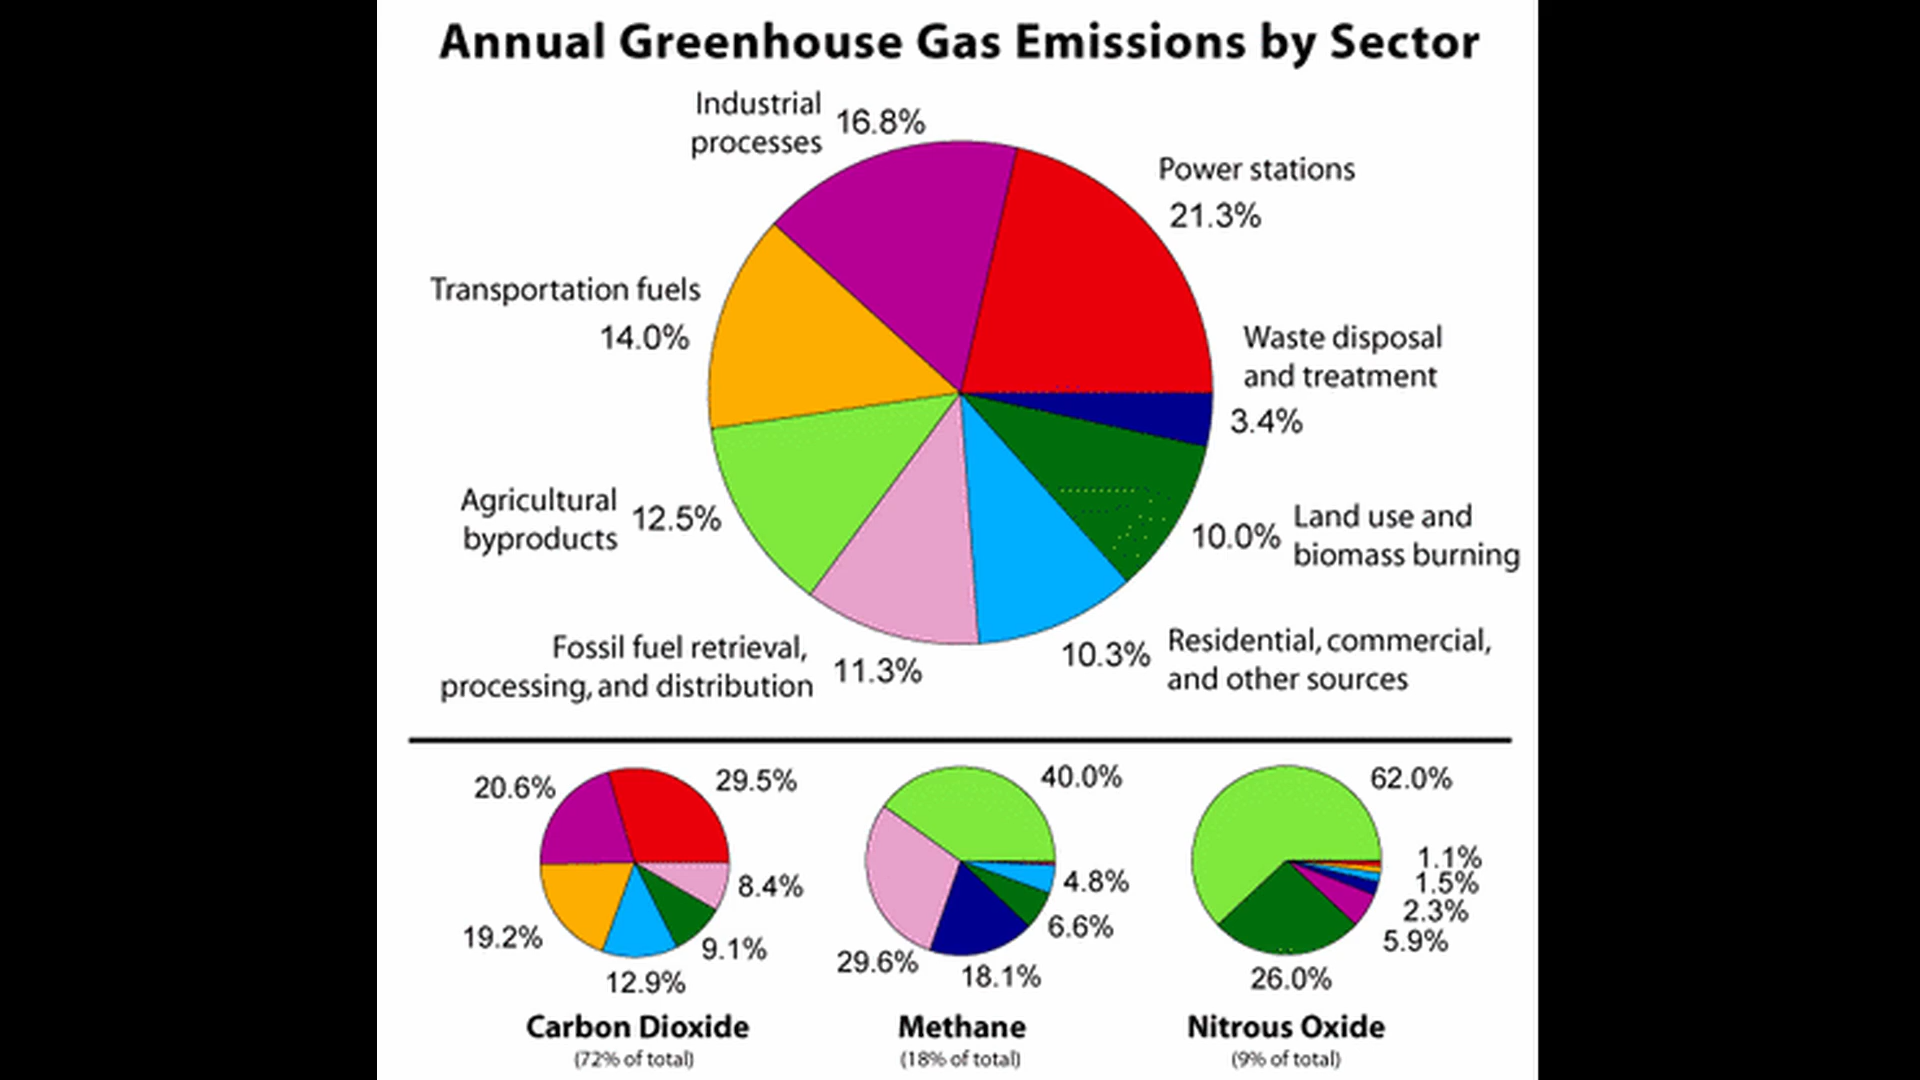 Annual Greenhouse Gas Emissions by Sector
Industrial
processes
16.8%
Power stations
21.3%
Transportation fuels
14.0%
Waste disposal
and treatment
3.4%
Agricultural
byproducts
12.5%
10.0%
Land use and
biomass burning
Fossil fuel retrieval,
processing, and distribution
11.3%
10.3%
Residential, commercial,
and other sources
20.6%
29.5%
8.4%
19.2%
9.1%
12.9%
Carbon Dioxide
(72% of total)
40.0%
4.8%
6.6%
29.6%
18.1%
Methane
(18% of total)
62.0%
1.1%
1.5%
2.3%
5.9%
26.0%
Nitrous Oxide
(9% of total)